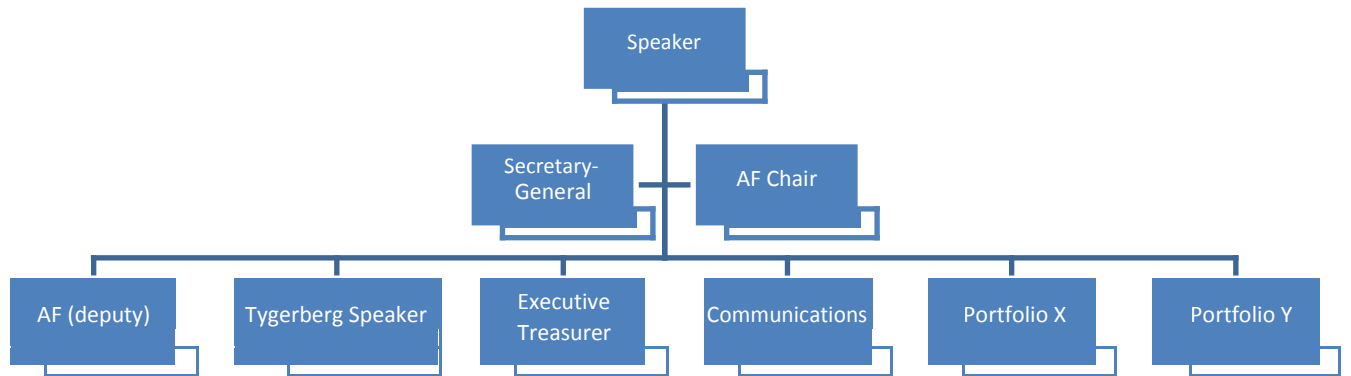 Speaker
Secretary-
General
AF Chair
AF (deputy)
Tygerberg Speaker
Executive
Treasurer
Communications
Portfolio X
Portfolio Y